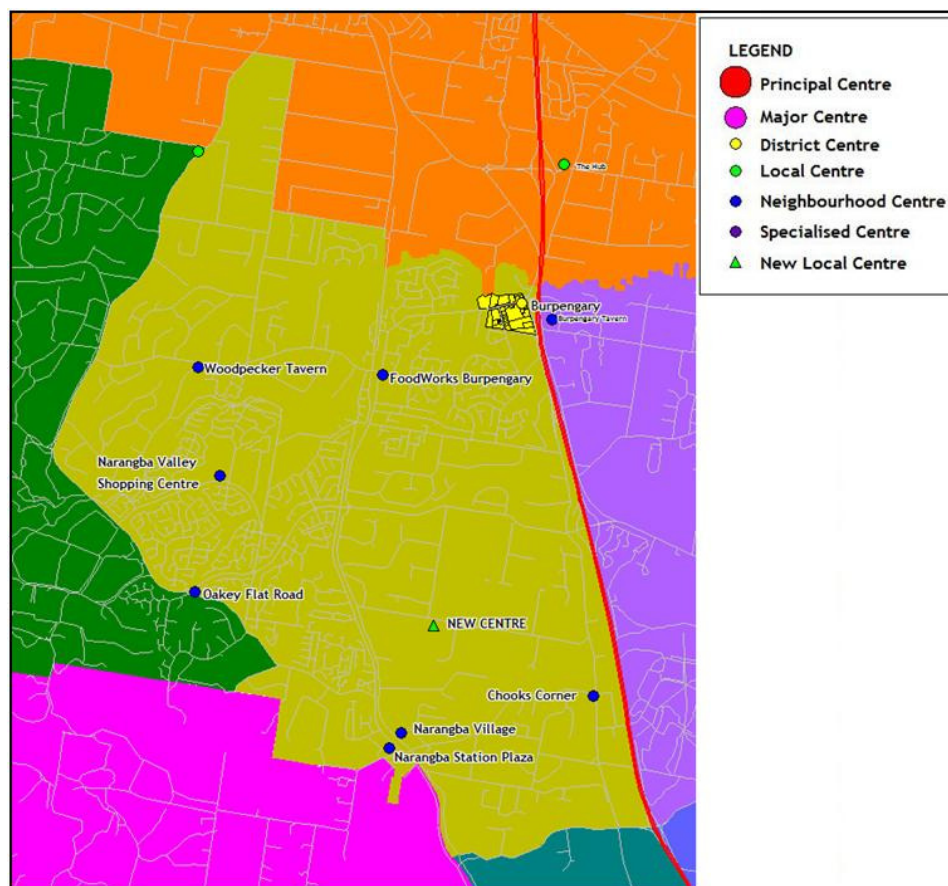 LEGEND
Principal Centre
Major Centre
District Centre
Local Centre
Neighbourhood Centre
Specialised Centre
New Local Centre
The Hub
Burpengary
Burpengary Tavern
Woodpecker Tavern
FoodWorks Burpengary
Narangba Valley
Shopping Centre
Oakey Flat Road
NEW CENTRE
Chooks Corner
Narangba Village
Narangba Station Plaza